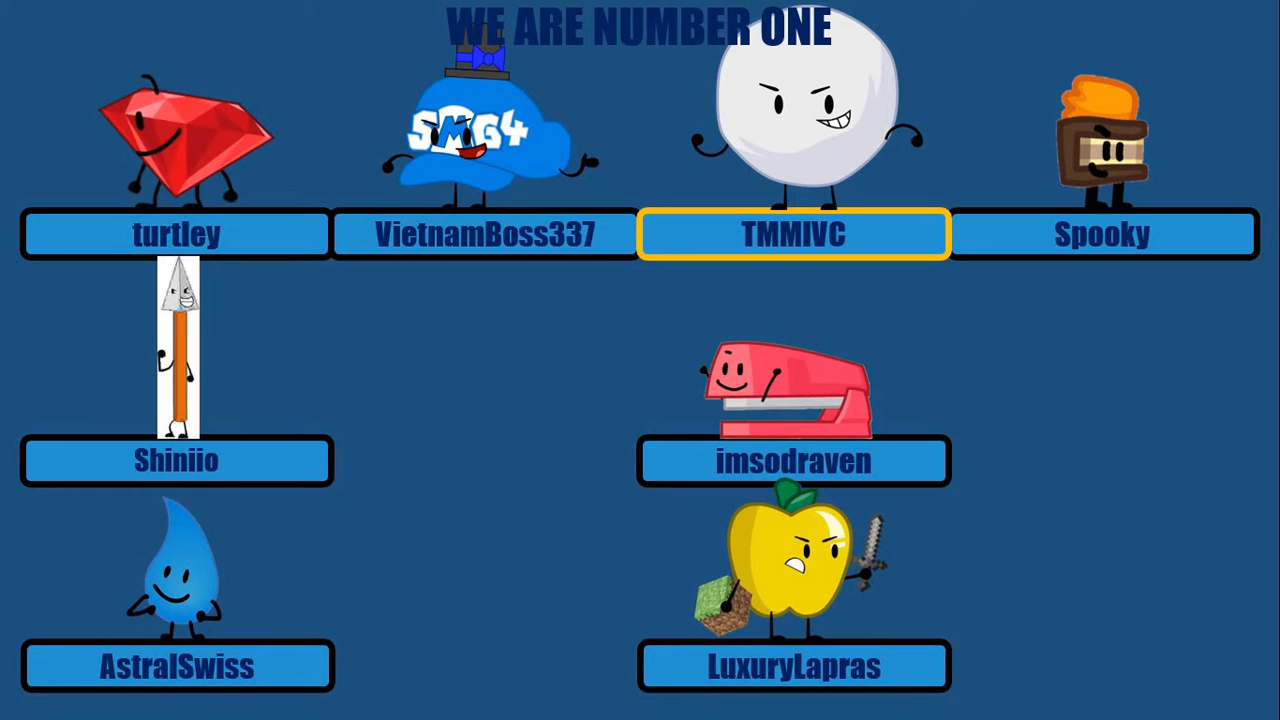 WE ARE NUMBER ONE
SMG4
turtley
VietnamBoss337
TMMIVC
Spooky
Shiniio
imsodraven
AstralSwiss
LuxuryLapras